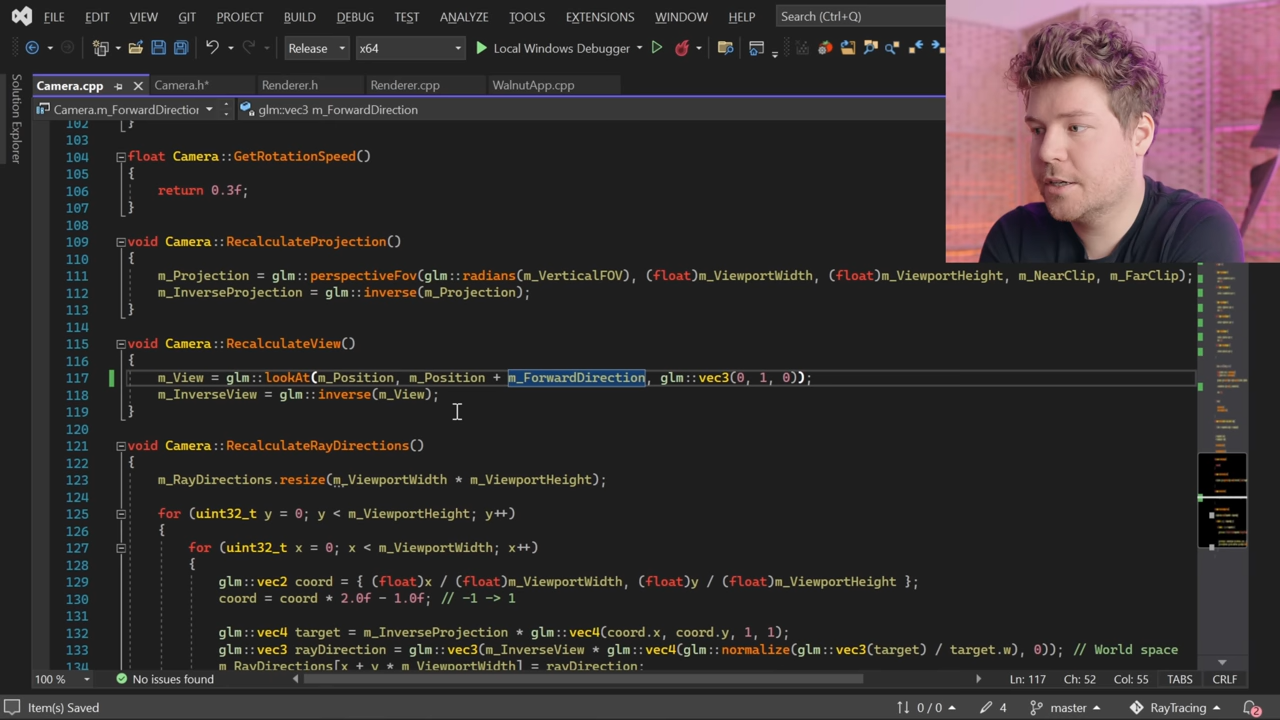 FILE EDIT VIEW GIT PROJECT BUILD DEBUG TEST ANALYZE TOOLS EXTENSIONS WINDOW HELP Search (Ctrl+Q)
Release x64 Local Windows Debugger
Camera.cpp Camera.h* Renderer.h Renderer.cpp WalnutApp.cpp
Camera.m_ForwardDirection glm::vec3 m_ForwardDirection
Solution Explorer
102 }
103
104 float Camera::GetRotationSpeed()
105 {
106 return 0.3f;
107 }
108
109 void Camera::RecalculateProjection()
110 {
111 m_Projection = glm::perspectiveFov(glm::radians(m_VerticalFOV), (float)m_ViewportWidth, (float)m_ViewportHeight, m_NearClip, m_FarClip);
112 m_InverseProjection = glm::inverse(m_Projection);
113 }
114
115 void Camera::RecalculateView()
116 {
117 m_View = glm::lookAt(m_Position, m_Position + m_ForwardDirection, glm::vec3(0, 1, 0));
118 m_InverseView = glm::inverse(m_View);
119 }
120
121 void Camera::RecalculateRayDirections()
122 {
123 m_RayDirections.resize(m_ViewportWidth * m_ViewportHeight);
124
125 for (uint32_t y = 0; y < m_ViewportHeight; y++)
126 {
127 for (uint32_t x = 0; x < m_ViewportWidth; x++)
128 {
129 glm::vec2 coord = { (float)x / (float)m_ViewportWidth, (float)y / (float)m_ViewportHeight };
130 coord = coord * 2.0f - 1.0f; // -1 -> 1
131
132 glm::vec4 target = m_InverseProjection * glm::vec4(coord.x, coord.y, 1, 1);
133 glm::vec3 rayDirection = glm::vec3(m_InverseView * glm::vec4(glm::normalize(glm::vec3(target) / target.w), 0)); // World space
134 m_RayDirections[x + y * m_ViewportWidth] = rayDirection;
100 % No issues found Ln: 117 Ch: 52 Col: 55 TABS CRLF
Item(s) Saved 0 / 0 4 master RayTracing 2